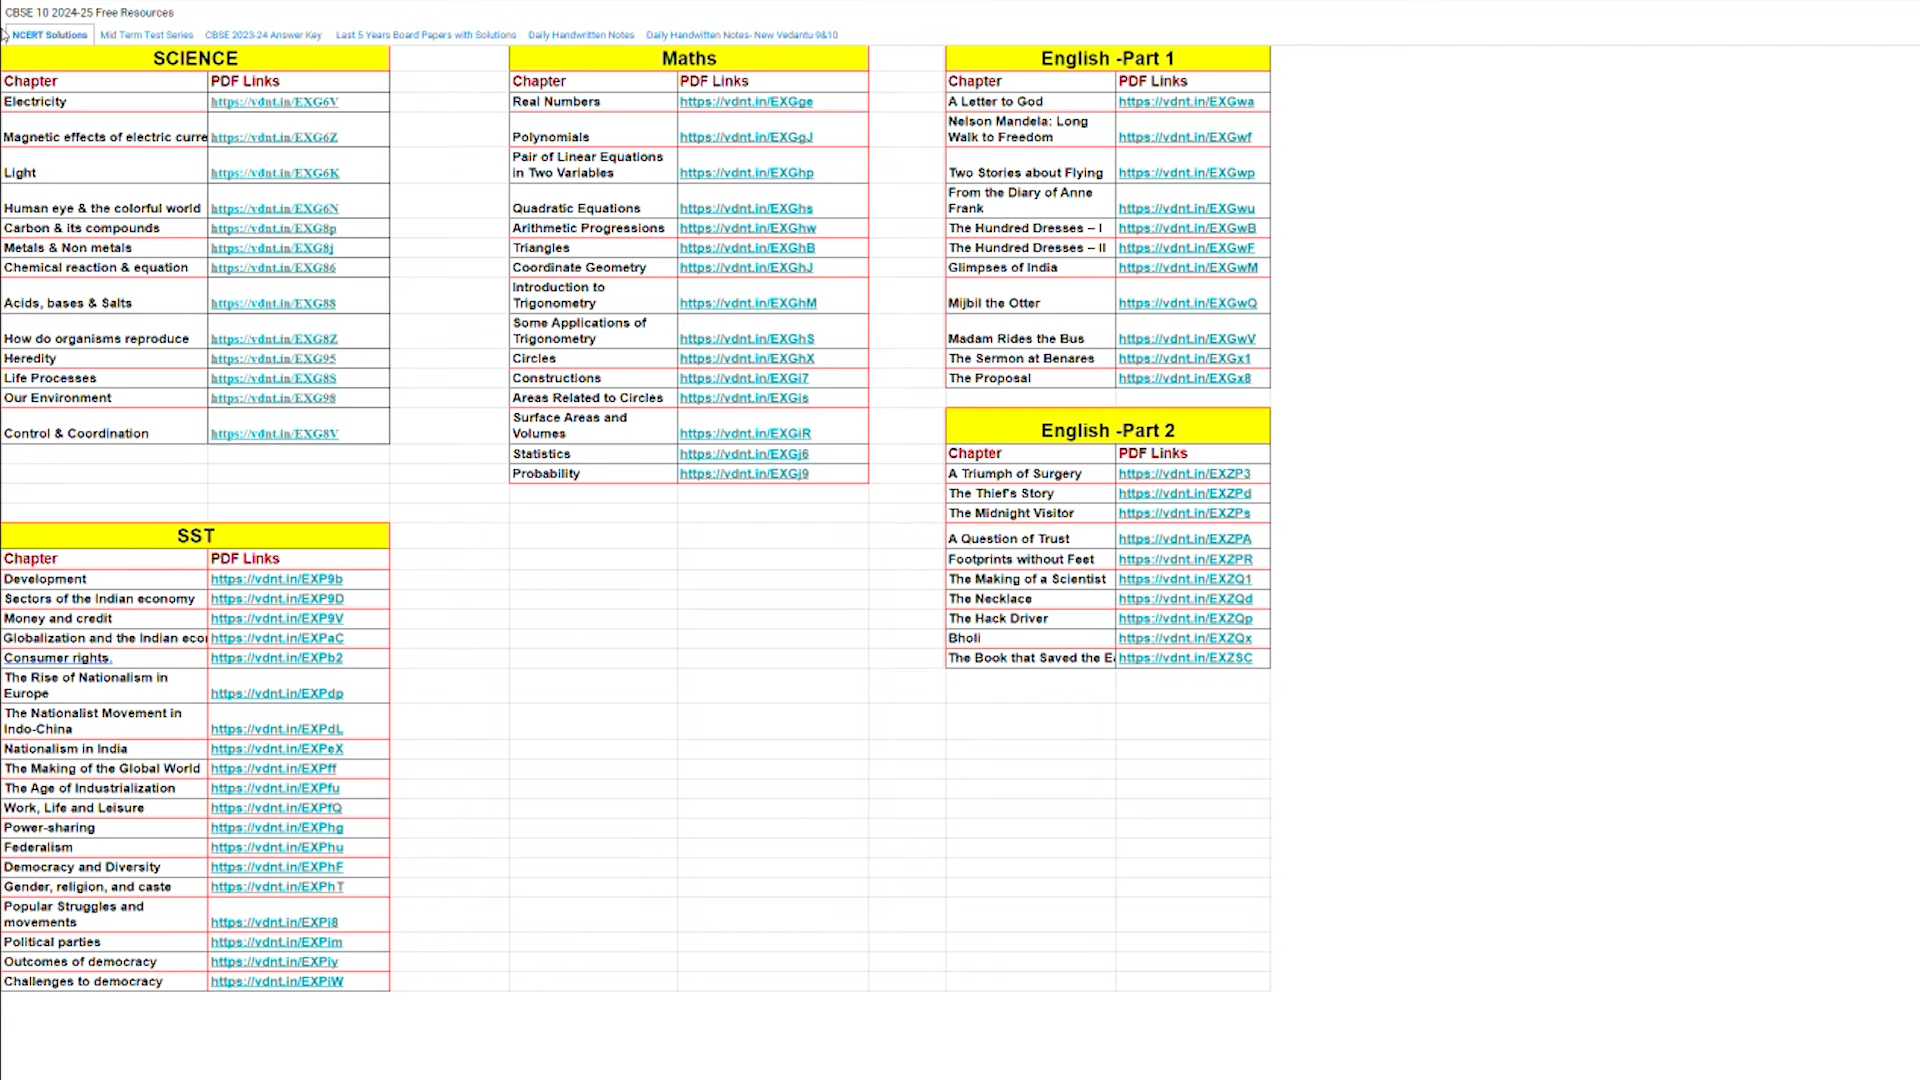 CBSE 10 2024-25 Free Resources
NCERT Solutions Mid Term Test Series CBSE 2023-24 Answer Key Last 5 Years Board Papers with Solutions Daily Handwritten Notes Daily Handwitten Notes- New Vedantu 9&10
SCIENCE
Chapter PDF Links
Electricity https://vdnt.in/EXG6V
Magnetic effects of electric curre https://vdnt.in/EXG6Z
Light https://vdnt.in/EXG6K
Human eye & the colorful world https://vdnt.in/EXG6N
Carbon & its compounds https://vdnt.in/EXG8p
Metals & Non metals https://vdnt.in/EXG8j
Chemical reaction & equation https://vdnt.in/EXG86
Acids, bases & Salts https://vdnt.in/EXG88
How do organisms reproduce https://vdnt.in/EXG8Z
Heredity https://vdnt.in/EXG95
Life Processes https://vdnt.in/EXG8S
Our Environment https://vdnt.in/EXG98
Control & Coordination https://vdnt.in/EXG8V
SST
Chapter PDF Links
Development https://vdnt.in/EXP9b
Sectors of the Indian economy https://vdnt.in/EXP9D
Money and credit https://vdnt.in/EXP9V
Globalization and the Indian ecor https://vdnt.in/EXPaC
Consumer rights. https://vdnt.in/EXPb2
The Rise of Nationalism in
Europe https://vdnt.in/EXPdp
The Nationalist Movement in
Indo-China https://vdnt.in/EXPdL
Nationalism in India https://vdnt.in/EXPeX
The Making of the Global World https://vdnt.in/EXPff
The Age of Industrialization https://vdnt.in/EXPfu
Work, Life and Leisure https://vdnt.in/EXPfQ
Power-sharing https://vdnt.in/EXPhg
Federalism https://vdnt.in/EXPhu
Democracy and Diversity https://vdnt.in/EXPhF
Gender, religion, and caste https://vdnt.in/EXPhT
Popular Struggles and
movements https://vdnt.in/EXPi8
Political parties https://vdnt.in/EXPim
Outcomes of democracy https://vdnt.in/EXPiy
Challenges to democracy https://vdnt.in/EXPiW
Maths
Chapter PDF Links
Real Numbers https://vdnt.in/EXGge
Polynomials https://vdnt.in/EXGgJ
Pair of Linear Equations
in Two Variables https://vdnt.in/EXGhp
Quadratic Equations https://vdnt.in/EXGhs
Arithmetic Progressions https://vdnt.in/EXGhw
Triangles https://vdnt.in/EXGhB
Coordinate Geometry https://vdnt.in/EXGhJ
Introduction to
Trigonometry https://vdnt.in/EXGhM
Some Applications of
Trigonometry https://vdnt.in/EXGhS
Circles https://vdnt.in/EXGhX
Constructions https://vdnt.in/EXGi7
Areas Related to Circles https://vdnt.in/EXGis
Surface Areas and
Volumes https://vdnt.in/EXGiR
Statistics https://vdnt.in/EXGj6
Probability https://vdnt.in/EXGj9
English -Part 1
Chapter PDF Links
A Letter to God https://vdnt.in/EXGwa
Nelson Mandela: Long
Walk to Freedom https://vdnt.in/EXGwf
Two Stories about Flying https://vdnt.in/EXGwp
From the Diary of Anne
Frank https://vdnt.in/EXGwu
The Hundred Dresses – I https://vdnt.in/EXGwB
The Hundred Dresses – II https://vdnt.in/EXGwF
Glimpses of India https://vdnt.in/EXGwM
Mijbil the Otter https://vdnt.in/EXGwQ
Madam Rides the Bus https://vdnt.in/EXGwV
The Sermon at Benares https://vdnt.in/EXGx1
The Proposal https://vdnt.in/EXGx8
English -Part 2
Chapter PDF Links
A Triumph of Surgery https://vdnt.in/EXZP3
The Thief's Story https://vdnt.in/EXZPd
The Midnight Visitor https://vdnt.in/EXZPs
A Question of Trust https://vdnt.in/EXZPA
Footprints without Feet https://vdnt.in/EXZPR
The Making of a Scientist https://vdnt.in/EXZQ1
The Necklace https://vdnt.in/EXZQd
The Hack Driver https://vdnt.in/EXZQp
Bholi https://vdnt.in/EXZQx
The Book that Saved the Ea https://vdnt.in/EXZSC